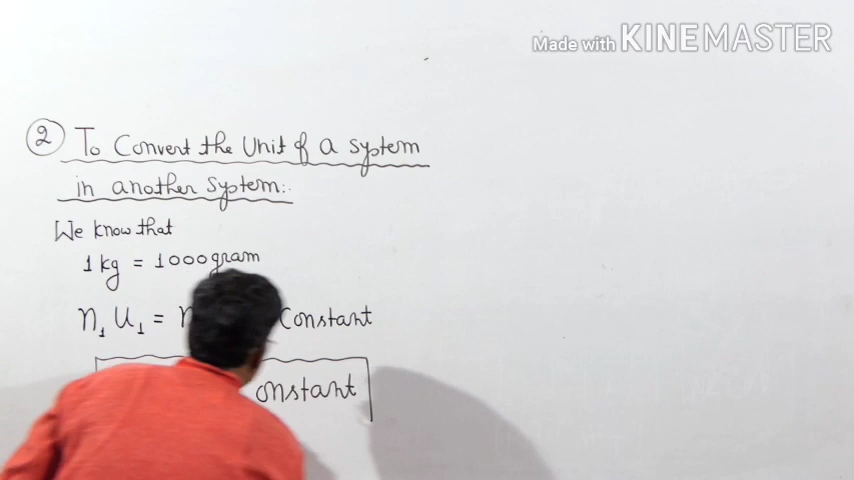 Made with KINEMASTER
② To Convert the Unit of a system
in another system:.
We know that
1 kg = 1000 gram
n₁ U₁ = Constant
onstant